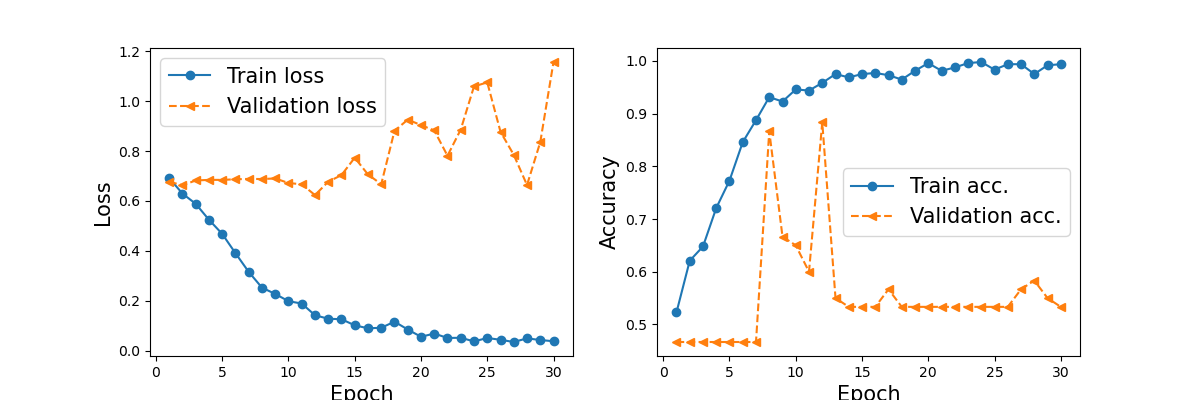 1.2
1.0
0.8
0.6
0.4
0.2
0.0
Loss
Train loss
Validation loss
0 5 10 15 20 25 30
Epoch
1.0
0.9
0.8
0.7
0.6
0.5
Accuracy
Train acc.
Validation acc.
0 5 10 15 20 25 30
Epoch